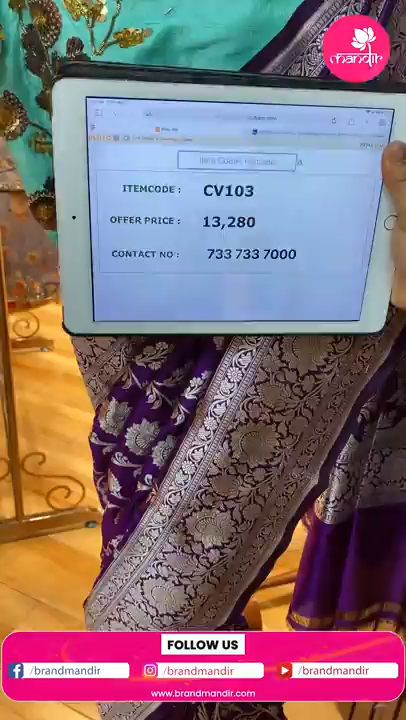 mandir
ITEMCODE : CV103
OFFER PRICE : 13,280
CONTACT NO : 733 733 7000
FOLLOW US
/brandmandir /brandmandir /brandmandir
www.brandmandir.com